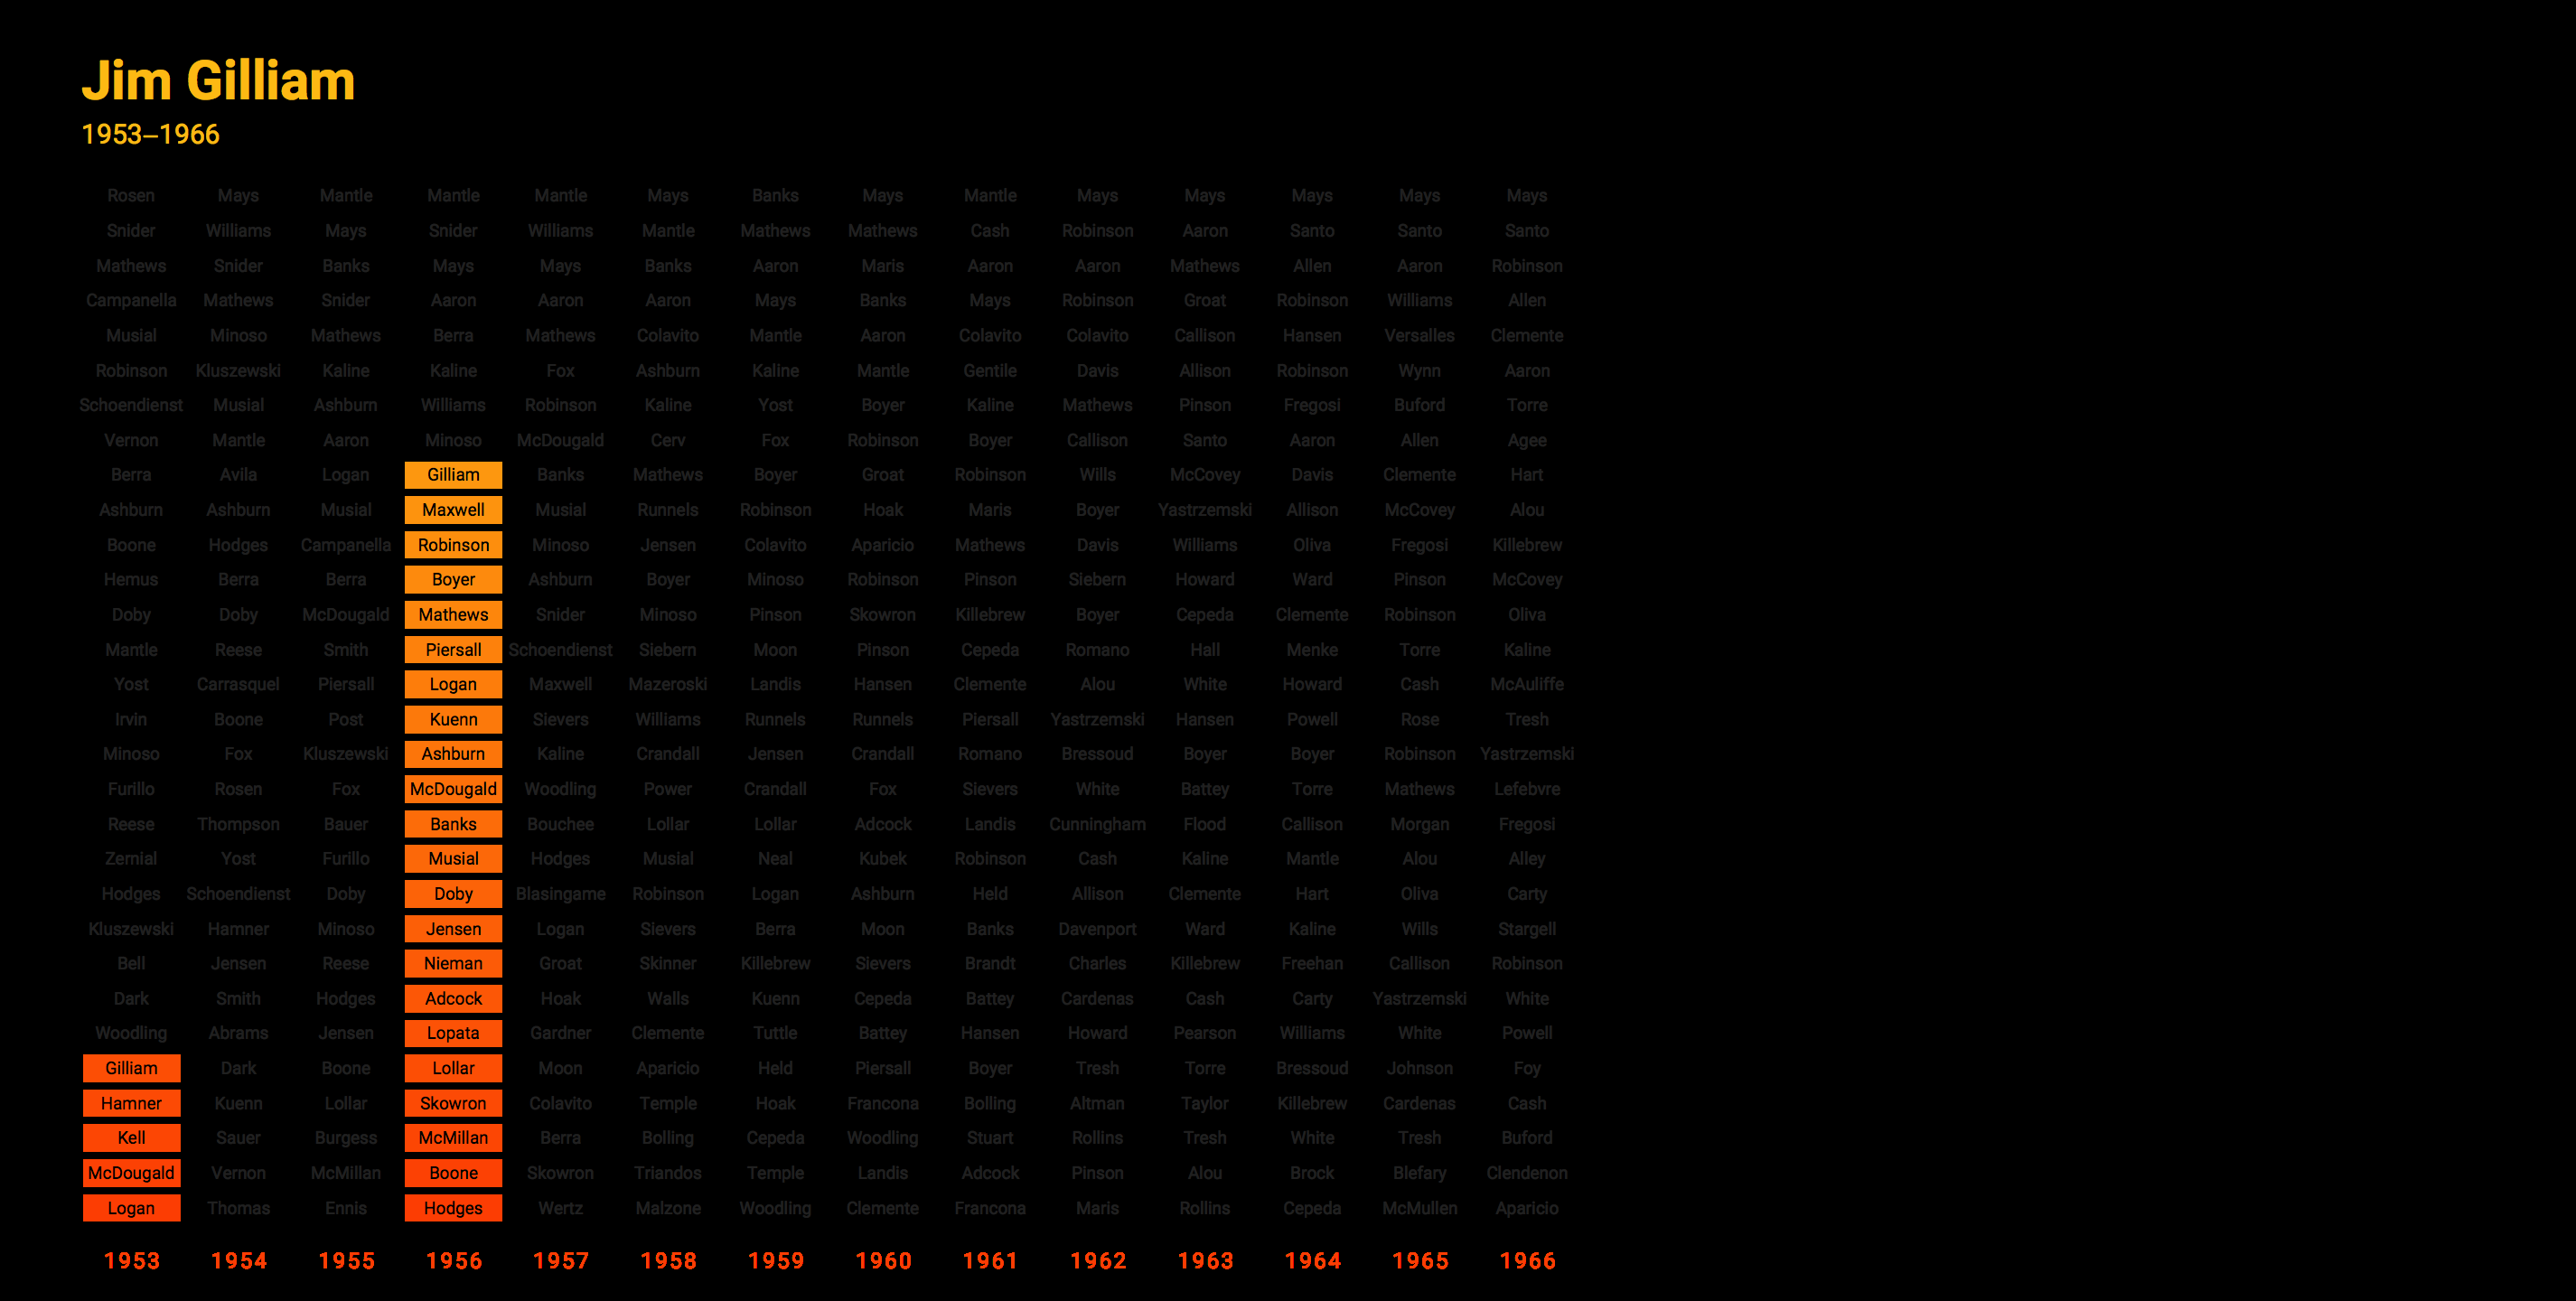 Jim Gilliam
1953–1966
Rosen Mays Mantle Mantle Mantle Mays Banks Mays Mantle Mays Mays Mays Mays Mays
Snider Williams Mays Snider Williams Mantle Mathews Mathews Cash Robinson Aaron Santo Santo Santo
Mathews Snider Banks Mays Mays Banks Aaron Maris Aaron Aaron Mathews Allen Aaron Robinson
Campanella Mathews Snider Aaron Aaron Aaron Mays Banks Mays Robinson Groat Robinson Williams Allen
Musial Minoso Mathews Berra Mathews Colavito Mantle Aaron Colavito Colavito Callison Hansen Versalles Clemente
Robinson Kluszewski Kaline Kaline Fox Ashburn Kaline Mantle Gentile Davis Allison Robinson Wynn Aaron
Schoendienst Musial Ashburn Williams Robinson Kaline Yost Boyer Kaline Mathews Pinson Fregosi Buford Torre
Vernon Mantle Aaron Minoso McDougald Cerv Fox Robinson Boyer Callison Santo Aaron Allen Agee
Berra Avila Logan Gilliam Banks Mathews Boyer Groat Robinson Wills McCovey Davis Clemente Hart
Ashburn Ashburn Musial Maxwell Musial Runnels Robinson Hoak Maris Boyer Yastrzemski Allison McCovey Alou
Boone Hodges Campanella Robinson Minoso Jensen Colavito Aparicio Mathews Davis Williams Oliva Fregosi Killebrew
Hemus Berra Berra Boyer Ashburn Boyer Minoso Robinson Pinson Siebern Howard Ward Pinson McCovey
Doby Doby McDougald Mathews Snider Minoso Pinson Skowron Killebrew Boyer Cepeda Clemente Robinson Oliva
Mantle Reese Smith Piersall Schoendienst Siebern Moon Pinson Cepeda Romano Hall Menke Torre Kaline
Yost Carrasquel Piersall Logan Maxwell Mazeroski Landis Hansen Clemente Alou White Howard Cash McAuliffe
Irvin Boone Post Kuenn Sievers Williams Runnels Runnels Piersall Yastrzemski Hansen Powell Rose Tresh
Minoso Fox Kluszewski Ashburn Kaline Crandall Jensen Crandall Romano Bressoud Boyer Boyer Robinson Yastrzemski
Furillo Rosen Fox McDougald Woodling Power Crandall Fox Sievers White Battey Torre Mathews Lefebvre
Reese Thompson Bauer Banks Bouchee Lollar Lollar Adcock Landis Cunningham Flood Callison Morgan Fregosi
Zernial Yost Furillo Musial Hodges Musial Neal Kubek Robinson Cash Kaline Mantle Alou Alley
Hodges Schoendienst Doby Doby Blasingame Robinson Logan Ashburn Held Allison Clemente Hart Oliva Carty
Kluszewski Hamner Minoso Jensen Logan Sievers Berra Moon Banks Davenport Ward Kaline Wills Stargell
Bell Jensen Reese Nieman Groat Skinner Killebrew Sievers Brandt Charles Killebrew Freehan Callison Robinson
Dark Smith Hodges Adcock Hoak Walls Kuenn Cepeda Battey Cardenas Cash Carty Yastrzemski White
Woodling Abrams Jensen Lopata Gardner Clemente Tuttle Battey Hansen Howard Pearson Williams White Powell
Gilliam Dark Boone Lollar Moon Aparicio Held Piersall Boyer Tresh Torre Bressoud Johnson Foy
Hamner Kuenn Lollar Skowron Colavito Temple Hoak Francona Bolling Altman Taylor Killebrew Cardenas Cash
Kell Sauer Burgess McMillan Berra Bolling Cepeda Woodling Stuart Rollins Tresh White Tresh Buford
McDougald Vernon McMillan Boone Skowron Triandos Temple Landis Adcock Pinson Alou Brock Blefary Clendenon
Logan Thomas Ennis Hodges Wertz Malzone Woodling Clemente Francona Maris Rollins Cepeda McMullen Aparicio
1953 1954 1955 1956 1957 1958 1959 1960 1961 1962 1963 1964 1965 1966